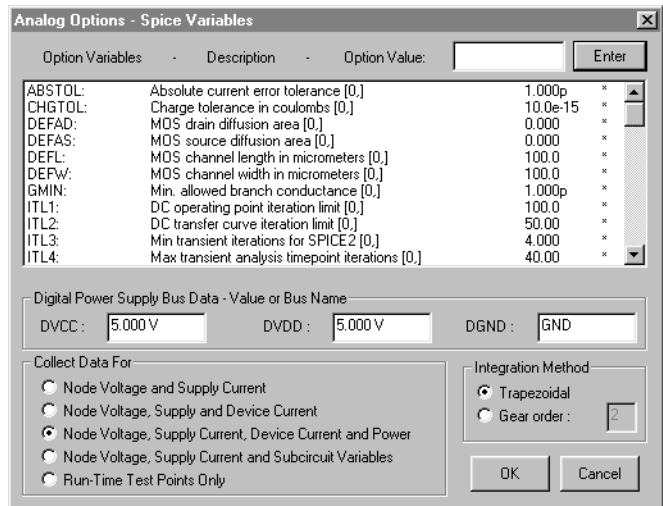 Analog Options - Spice Variables
Option Variables - Description - Option Value: Enter
ABSTOL: Absolute current error tolerance [0,] 1.000p *
CHGTOL: Charge tolerance in coulombs [0,] 10.0e-15 *
DEFAD: MOS drain diffusion area [0,] 0.000 *
DEFAS: MOS source diffusion area [0,] 0.000 *
DEFL: MOS channel length in micrometers [0,] 100.0 *
DEFW: MOS channel width in micrometers [0,] 100.0 *
GMIN: Min. allowed branch conductance [0,] 1.000p *
ITL1: DC operating point iteration limit [0,] 100.0 *
ITL2: DC transfer curve iteration limit [0,] 50.00 *
ITL3: Min transient iterations for SPICE2 [0,] 4.000 *
ITL4: Max transient analysis timepoint iterations [0,] 40.00 *
Digital Power Supply Bus Data - Value or Bus Name
DVCC : 5.000 V DVDD : 5.000 V DGND : GND
Collect Data For
Node Voltage and Supply Current
Node Voltage, Supply and Device Current
Node Voltage, Supply Current, Device Current and Power
Node Voltage, Supply Current and Subcircuit Variables
Run-Time Test Points Only
Integration Method
Trapezoidal
Gear order : 2
OK Cancel